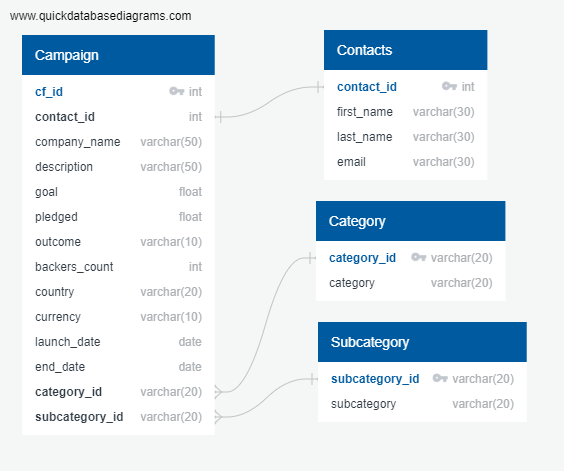 www.quickdatabasediagrams.com
Campaign
cf_id int
contact_id int
company_name varchar(50)
description varchar(50)
goal float
pledged float
outcome varchar(10)
backers_count int
country varchar(20)
currency varchar(10)
launch_date date
end_date date
category_id varchar(20)
subcategory_id varchar(20)
Contacts
contact_id int
first_name varchar(30)
last_name varchar(30)
email varchar(30)
Category
category_id varchar(20)
category varchar(20)
Subcategory
subcategory_id varchar(20)
subcategory varchar(20)